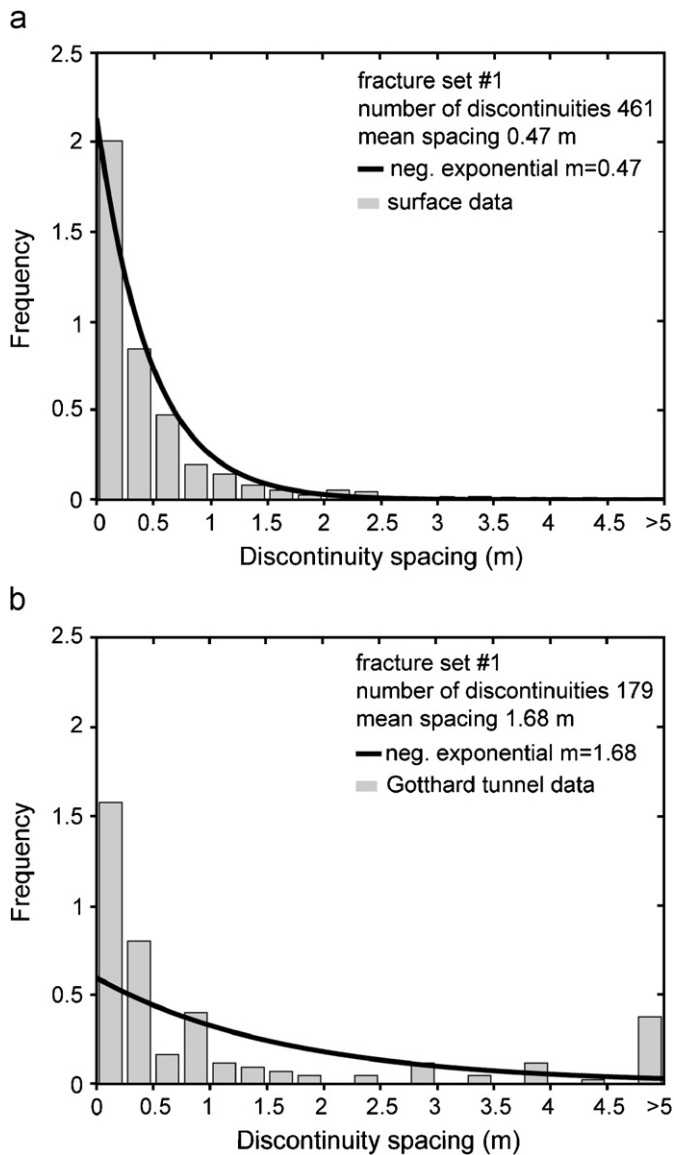 a
2.5
fracture set #1
number of discontinuities 461
mean spacing 0.47 m
neg. exponential m=0.47
surface data
2
1.5
1
0.5
0
Frequency
0 0.5 1 1.5 2 2.5 3 3.5 4 4.5 >5
Discontinuity spacing (m)
b
2.5
fracture set #1
number of discontinuities 179
mean spacing 1.68 m
neg. exponential m=1.68
Gotthard tunnel data
2
1.5
1
0.5
0
Frequency
0 0.5 1 1.5 2 2.5 3 3.5 4 4.5 >5
Discontinuity spacing (m)